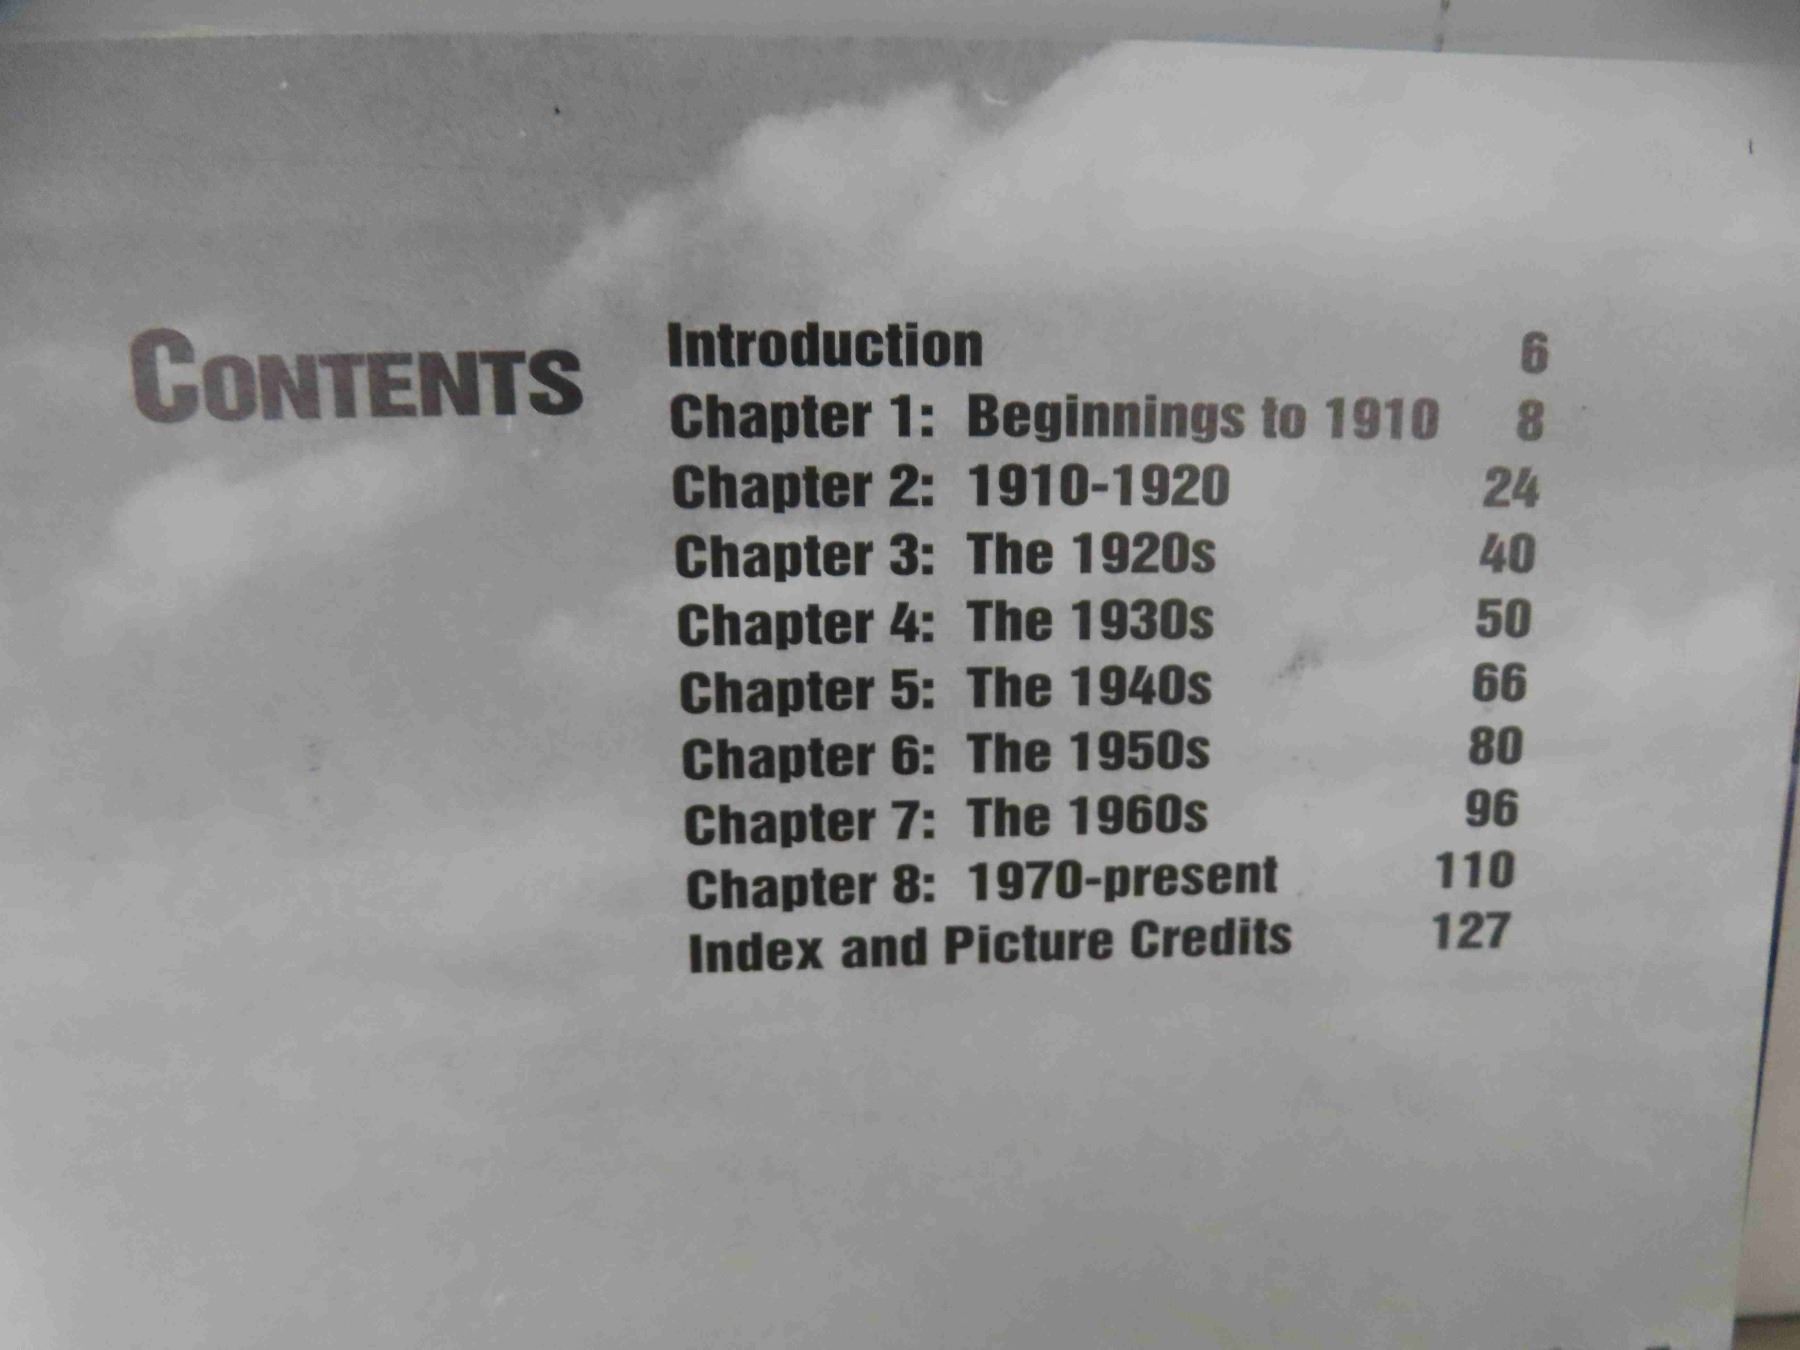 CONTENTS
Introduction 6
Chapter 1: Beginnings to 1910 8
Chapter 2: 1910-1920 24
Chapter 3: The 1920s 40
Chapter 4: The 1930s 50
Chapter 5: The 1940s 66
Chapter 6: The 1950s 80
Chapter 7: The 1960s 96
Chapter 8: 1970-present 110
Index and Picture Credits 127